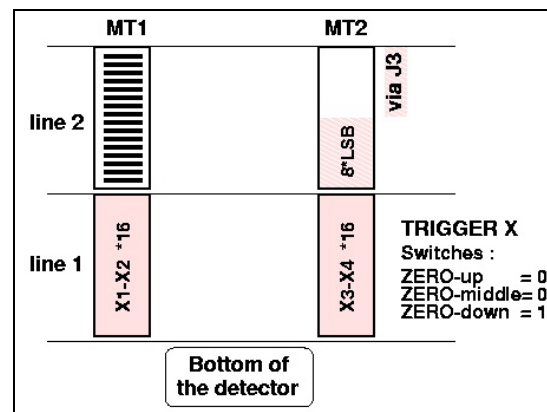 MT1 MT2
via J3
line 2
8*LSB
line 1
X1-X2 *16
X3-X4 *16
TRIGGER X
Switches :
ZERO-up = 0
ZERO-middle= 0
ZERO-down = 1
Bottom of
the detector